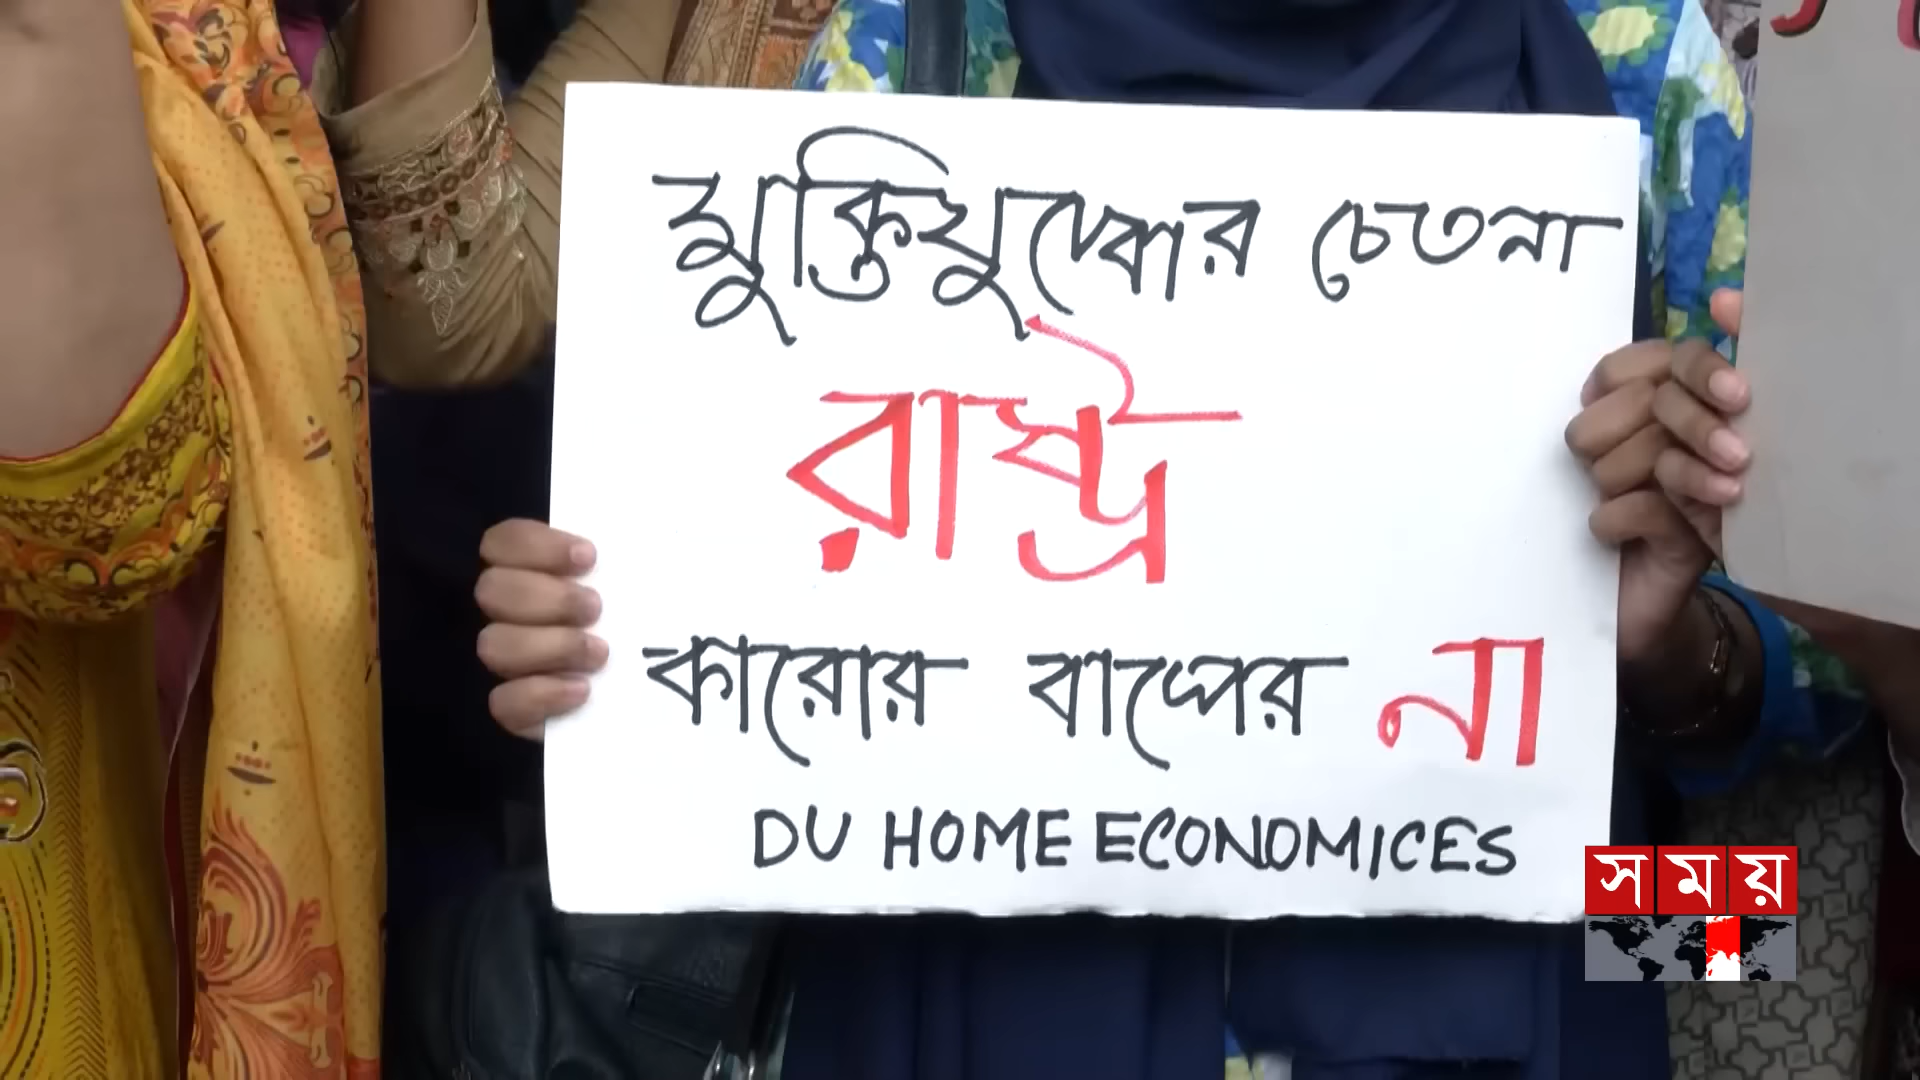 মুক্তিযুদ্ধের চেতনা
রাষ্ট্র
কারোর বাপের না
DU HOME ECONOMICES
সময়